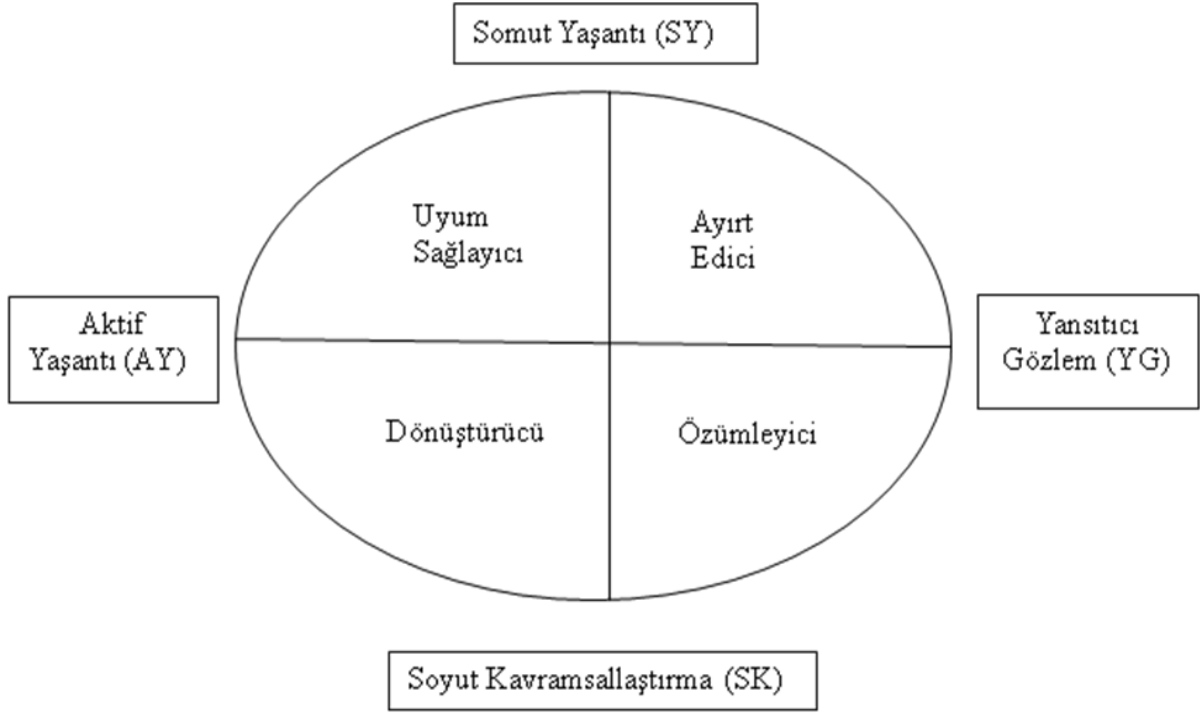 Somut Yaşantı (SY)
Uyum
Sağlayıcı
Ayırt
Edici
Aktif
Yaşantı (AY)
Yansıtıcı
Gözlem (YG)
Dönüştürücü
Özümleyici
Soyut Kavramsallaştırma (SK)